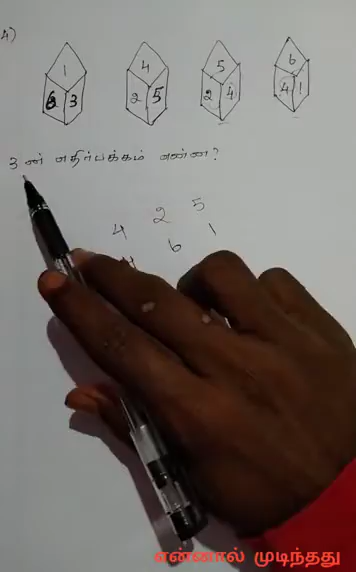 4)
1 4 5 6
6 3 2 5 2 4 4 1
3 ன் எதிர்பக்கம் என்ன?
4 2 5
6 1
என்னால் முடிந்தது